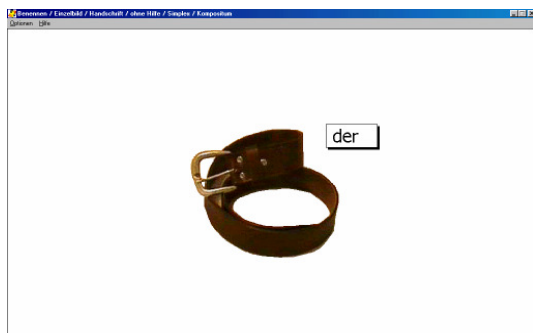 Benennen / Einzelbild / Handschrift / ohne Hilfe / Simplex / Kompositum
Optionen Hilfe
der